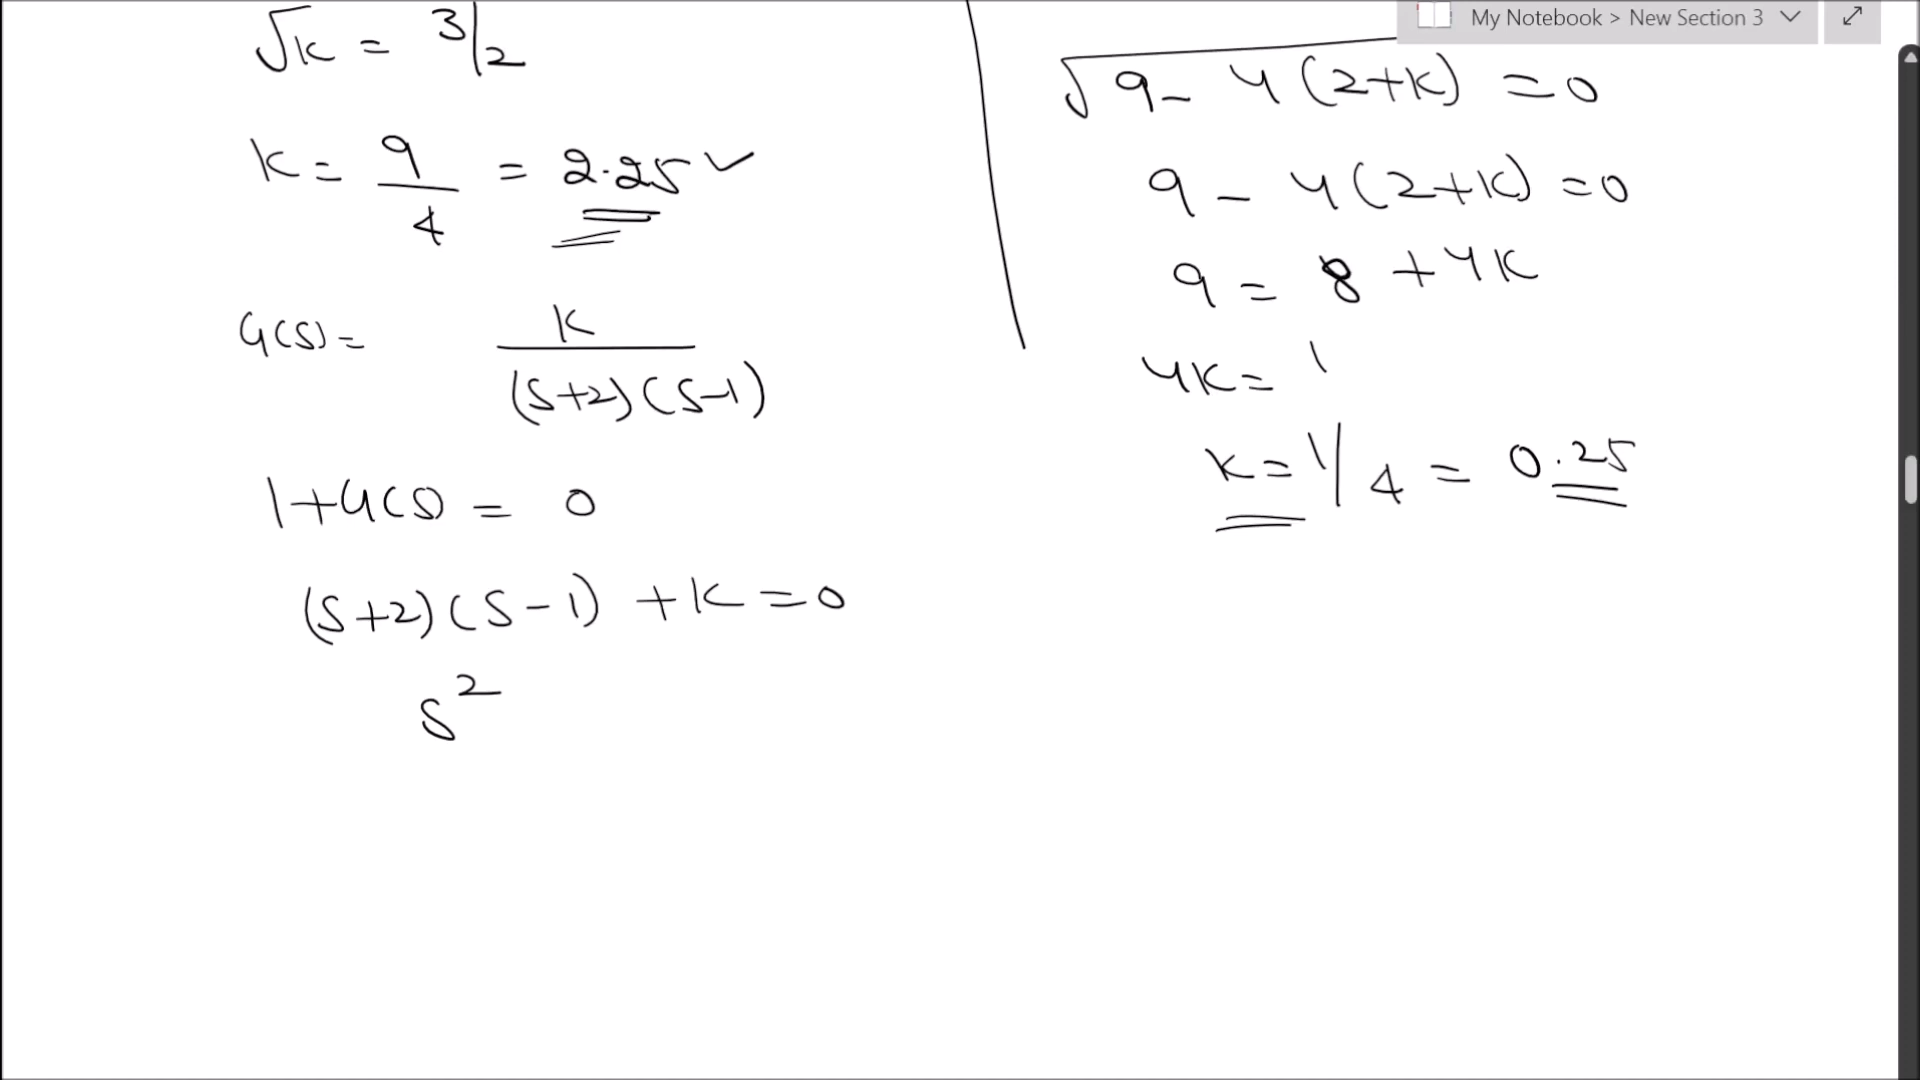 My Notebook > New Section 3
√K = 3/2
K = 9/4 = 2.25 ✓
G(S) = K/((S+2)(S-1))
1+G(S) = 0
(S+2)(S-1) + K = 0
S²
√(9 - 4(2+K)) = 0
9 - 4(2+K) = 0
9 = 8 + 4K
4K = 1
K = 1/4 = 0.25